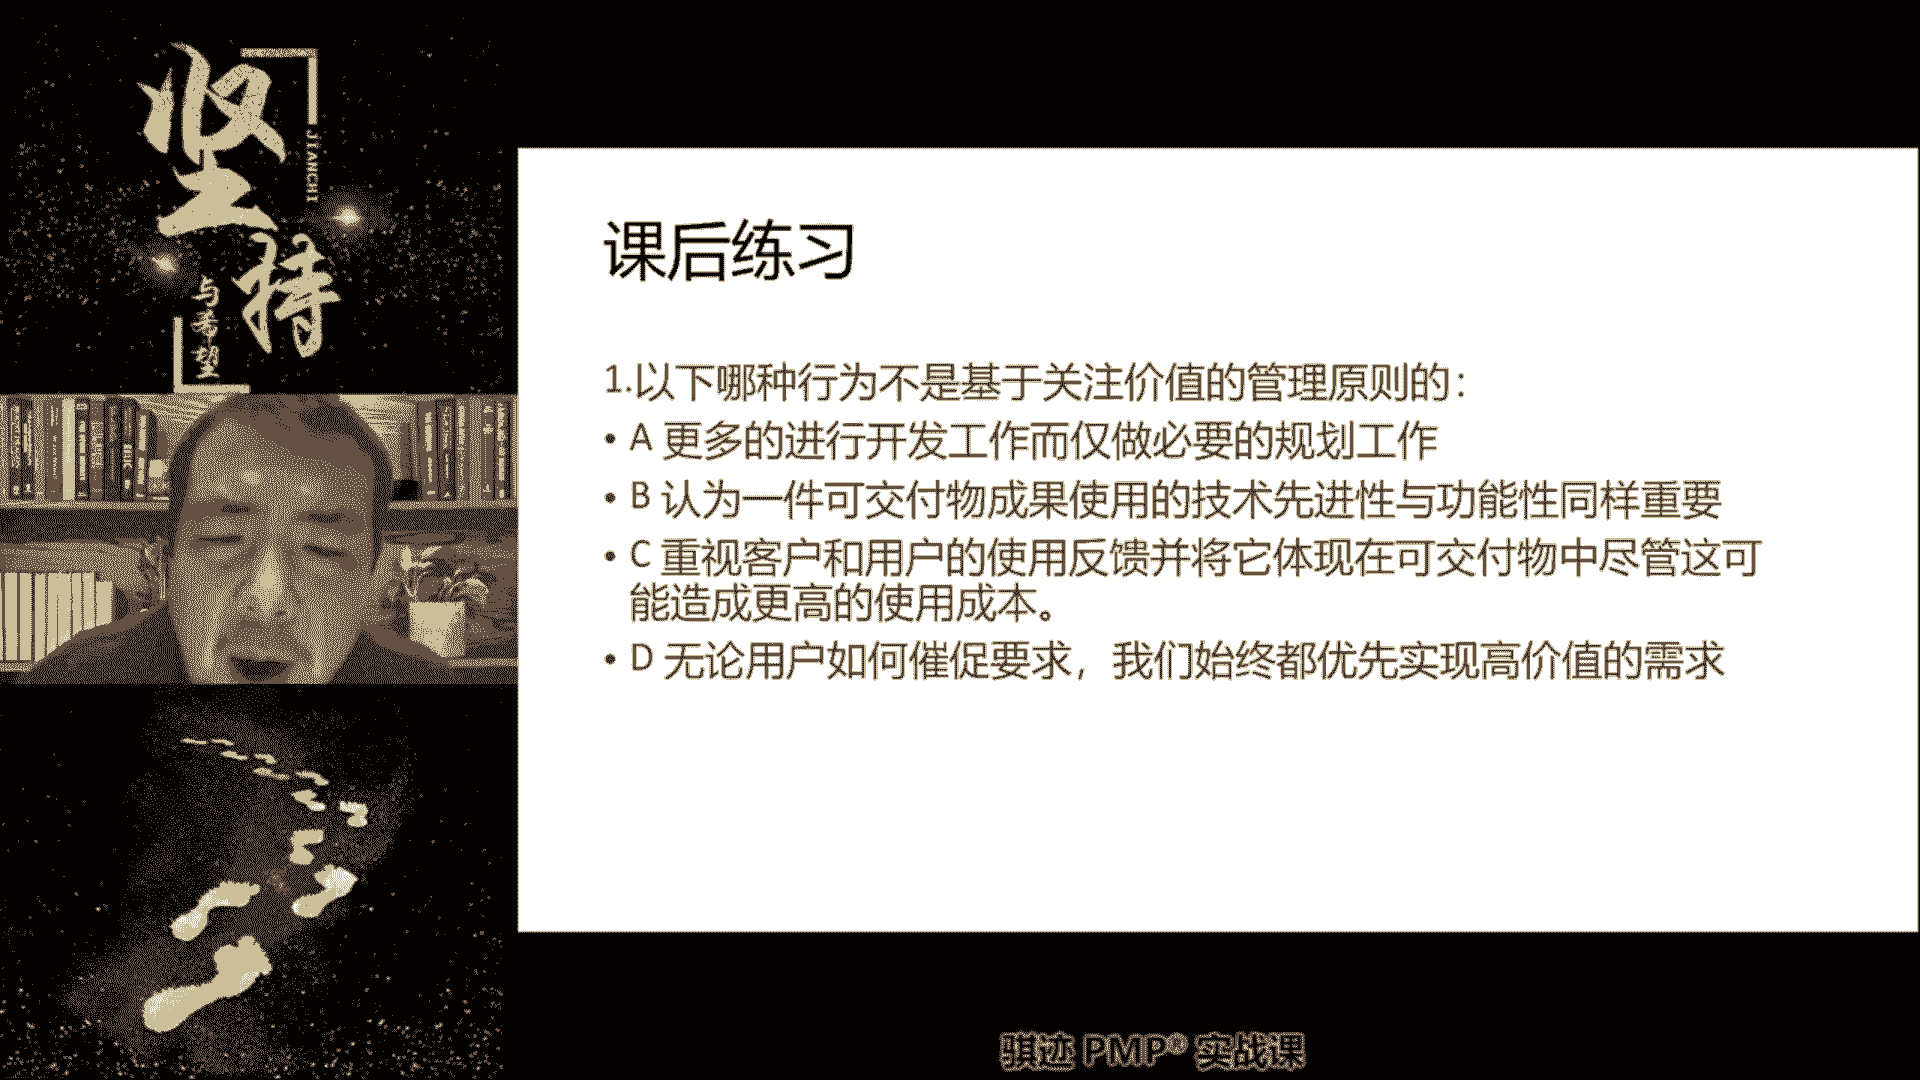 坚持
JIANCHI
与希望
课后练习
1.以下哪种行为不是基于关注价值的管理原则的：
• A 更多的进行开发工作而仅做必要的规划工作
• B 认为一件可交付物成果使用的技术先进性与功能性同样重要
• C 重视客户和用户的使用反馈并将它体现在可交付物中尽管这可
能造成更高的使用成本。
• D 无论用户如何催促要求，我们始终都优先实现高价值的需求
骐迹 PMP® 实战课